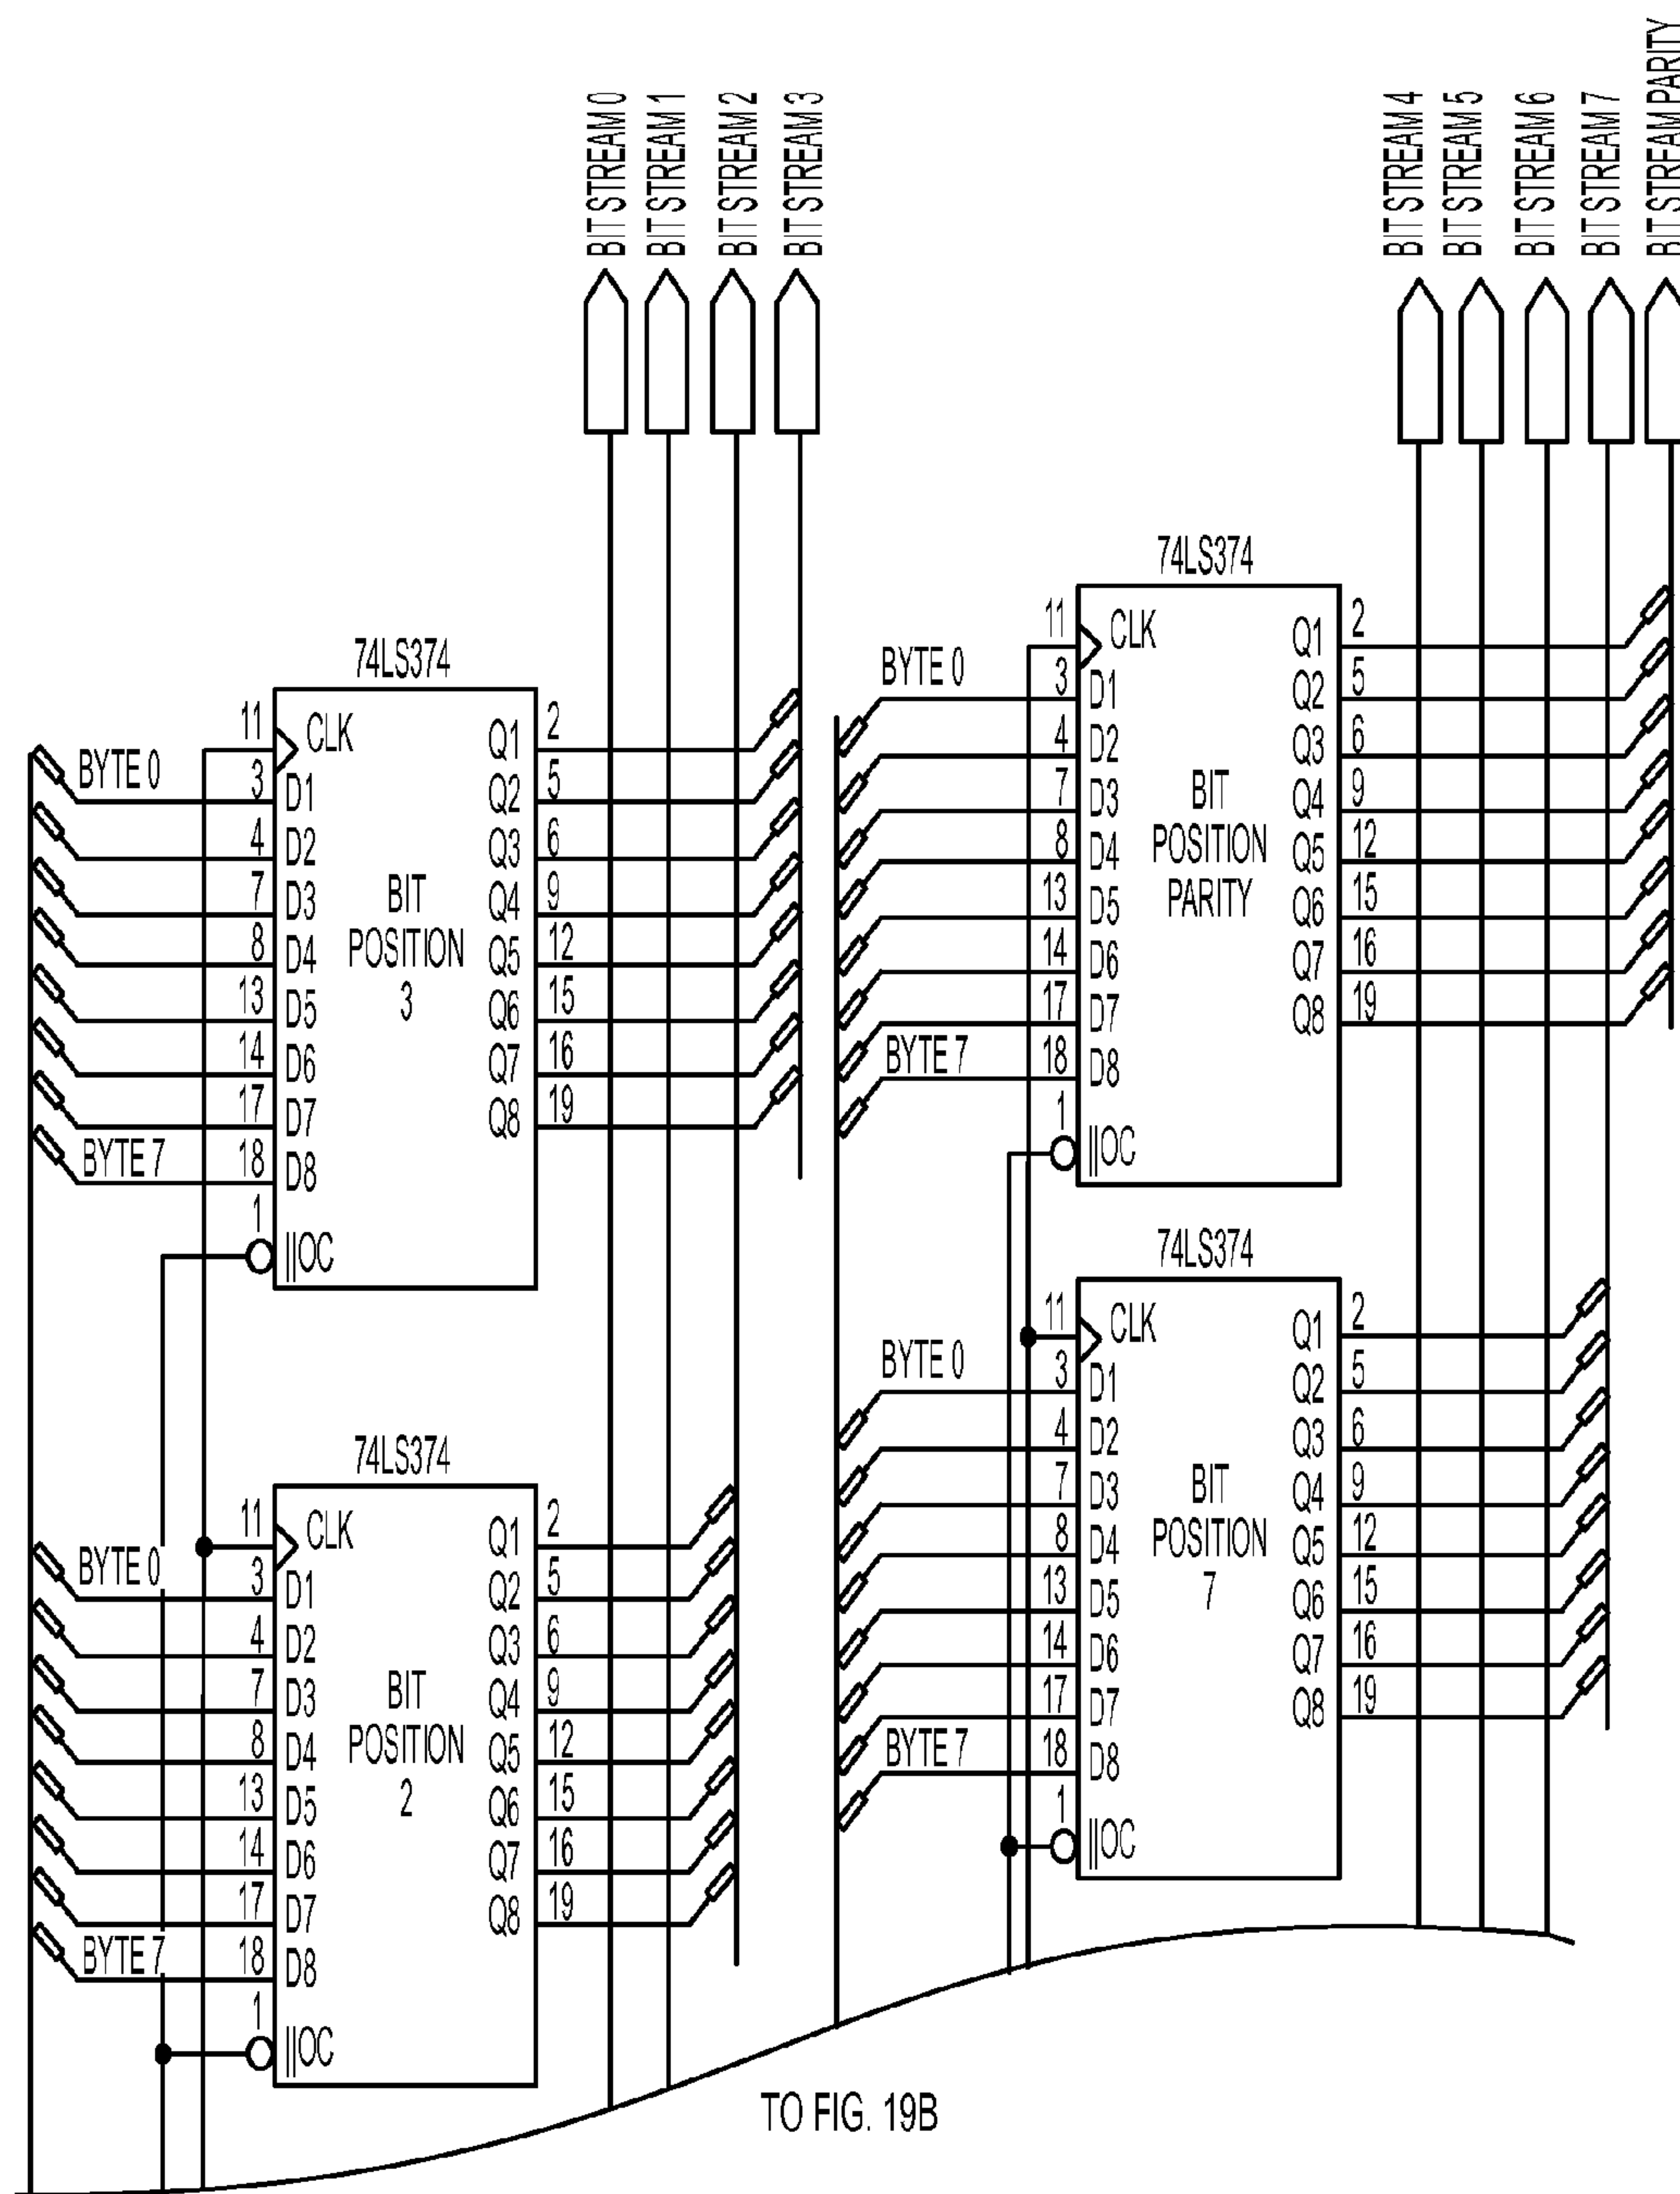 BIT STREAM 0
BIT STREAM 1
BIT STREAM 2
BIT STREAM 3
BIT STREAM 4
BIT STREAM 5
BIT STREAM 6
BIT STREAM 7
BIT STREAM PARITY
74LS374
BYTE 0
11 CLK Q1 2
3 D1 Q2 5
4 D2 Q3 6
7 D3 Q4 9
8 D4 Q5 12
13 D5 Q6 15
14 D6 Q7 16
17 D7 Q8 19
BYTE 7 18 D8
1 ||OC
BIT
POSITION
3
74LS374
BYTE 0
11 CLK Q1 2
3 D1 Q2 5
4 D2 Q3 6
7 D3 Q4 9
8 D4 Q5 12
13 D5 Q6 15
14 D6 Q7 16
17 D7 Q8 19
BYTE 7 18 D8
1 ||OC
BIT
POSITION
2
74LS374
BYTE 0
11 CLK Q1 2
3 D1 Q2 5
4 D2 Q3 6
7 D3 Q4 9
8 D4 Q5 12
13 D5 Q6 15
14 D6 Q7 16
17 D7 Q8 19
BYTE 7 18 D8
1 ||OC
BIT
POSITION
PARITY
74LS374
BYTE 0
11 CLK Q1 2
3 D1 Q2 5
4 D2 Q3 6
7 D3 Q4 9
8 D4 Q5 12
13 D5 Q6 15
14 D6 Q7 16
17 D7 Q8 19
BYTE 7 18 D8
1 ||OC
BIT
POSITION
7
TO FIG. 19B